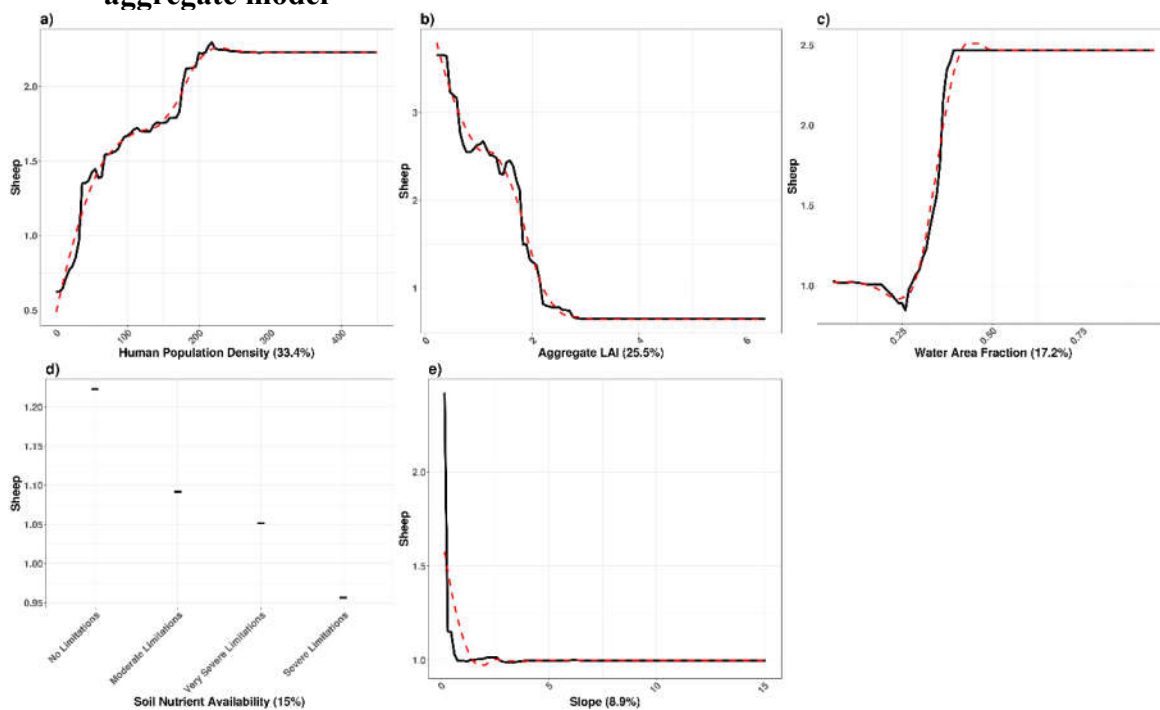 aggregate model
a)
2.0
1.5
1.0
0.5
Sheep
0
100
200
300
400
Human Population Density (33.4%)
b)
3
2
1
Sheep
2
4
6
Aggregate LAI (25.5%)
c)
2.5
2.0
1.5
1.0
Sheep
0.25
0.50
0.75
Water Area Fraction (17.2%)
d)
1.20
1.15
1.10
1.05
1.00
0.95
Sheep
No Limitations
Moderate Limitations
Very Severe Limitations
Severe Limitations
Soil Nutrient Availability (15%)
e)
2.0
1.5
1.0
Sheep
0
5
10
15
Slope (8.9%)